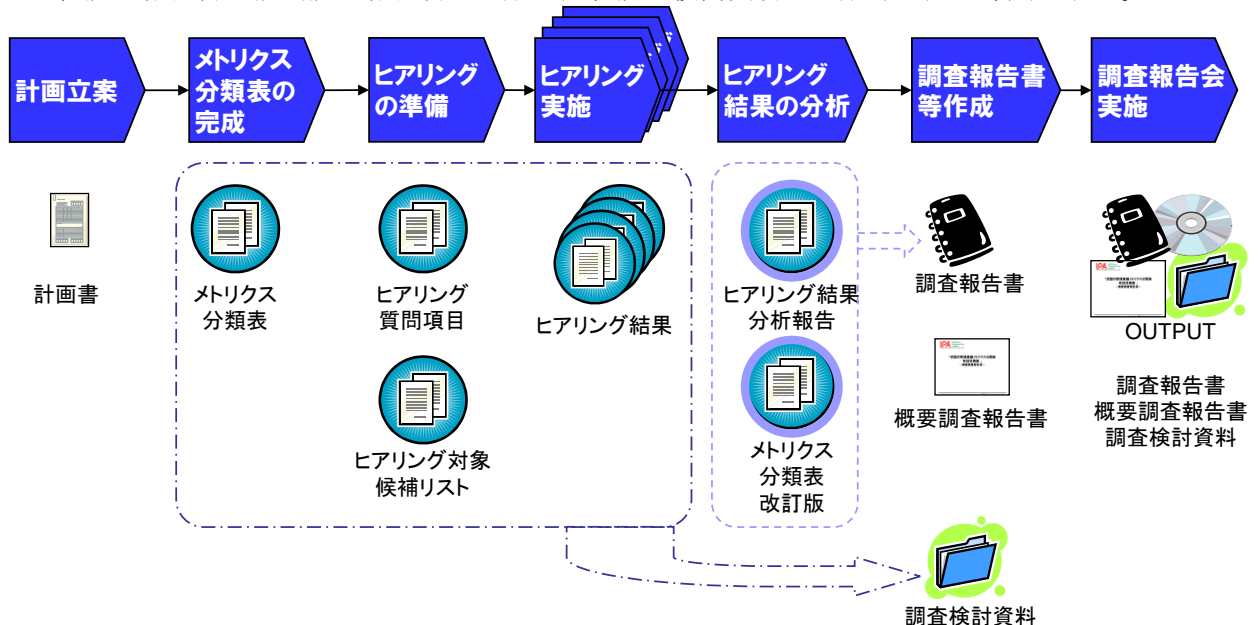 計画立案
メトリクス
分類表の
完成
ヒアリング
の準備
ヒアリング
実施
ヒアリング
結果の分析
調査報告書
等作成
調査報告会
実施
計画書
メトリクス
分類表
ヒアリング
質問項目
ヒアリング対象
候補リスト
ヒアリング結果
ヒアリング結果
分析報告
メトリクス
分類表
改訂版
調査報告書
IPA
概要調査報告書
調査検討資料
IPA
OUTPUT
調査報告書
概要調査報告書
調査検討資料